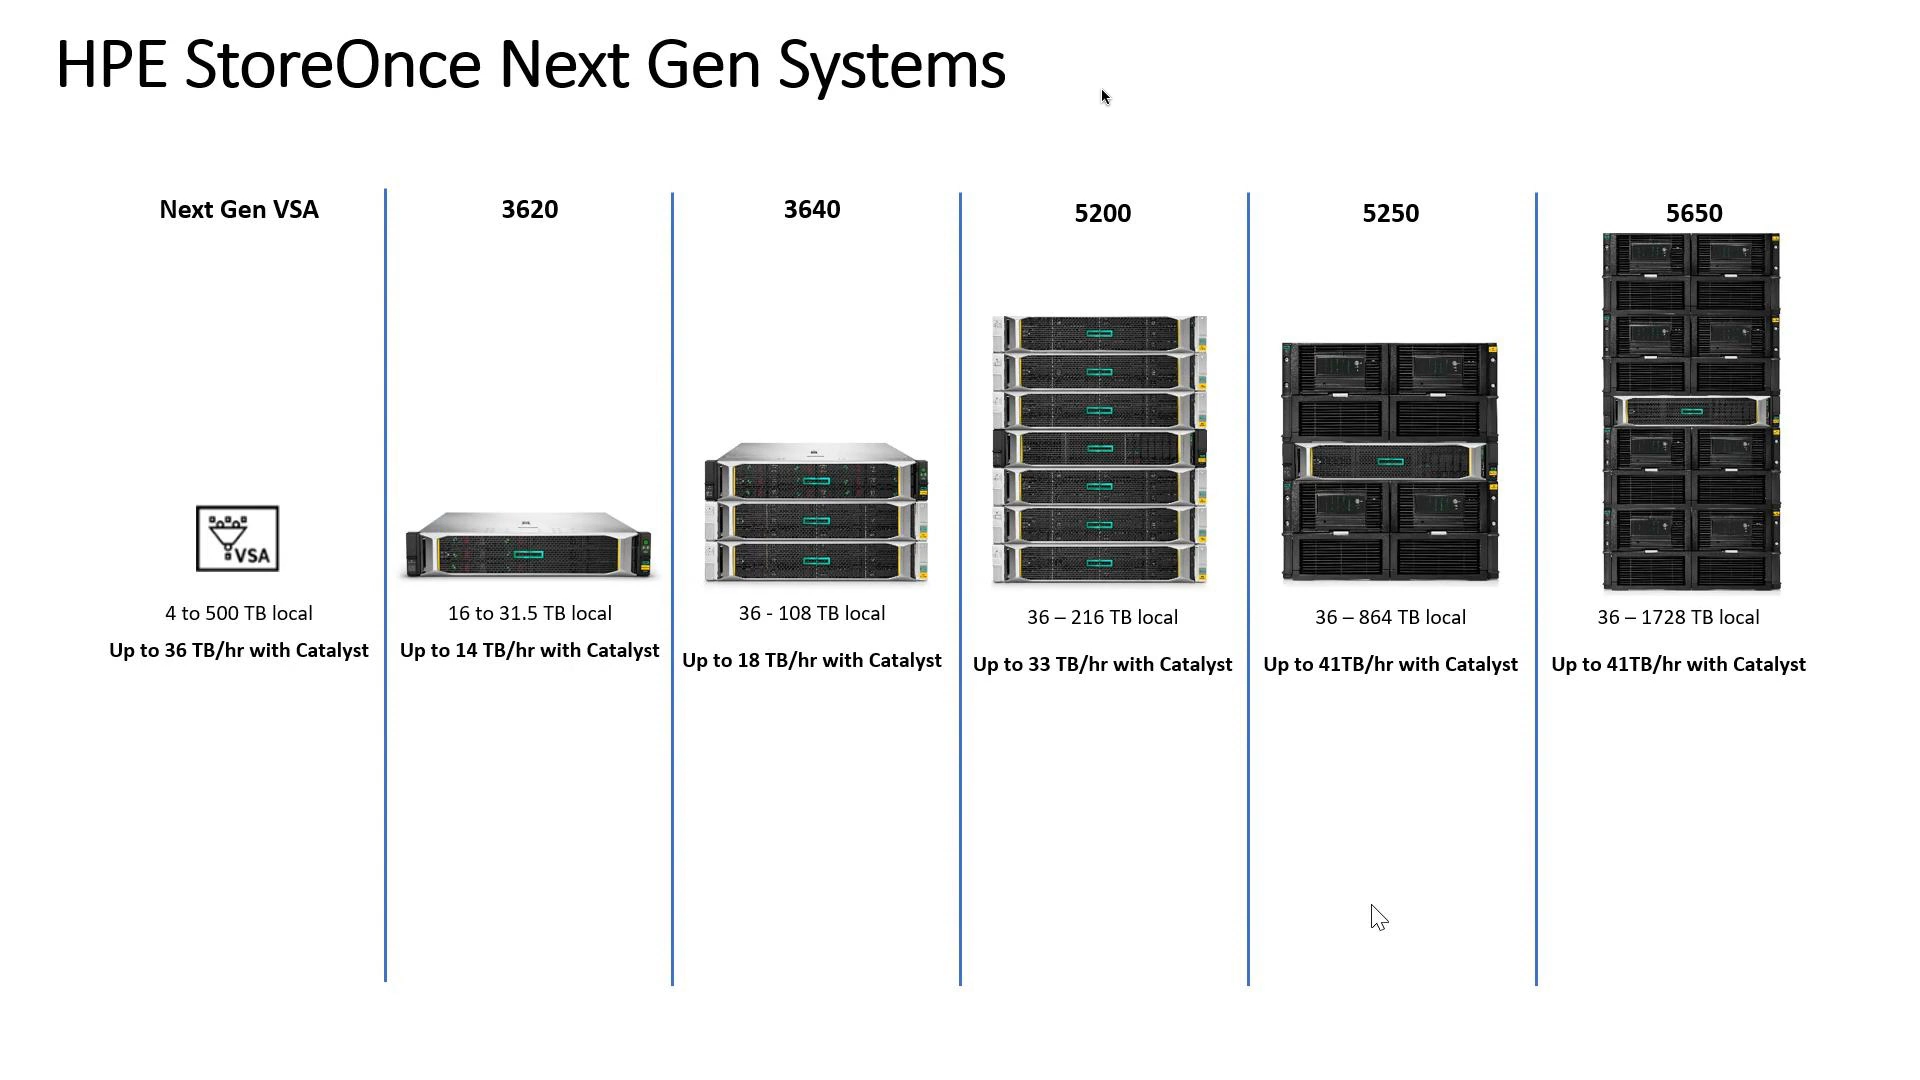 HPE StoreOnce Next Gen Systems
Next Gen VSA
VSA
4 to 500 TB local
Up to 36 TB/hr with Catalyst
3620
16 to 31.5 TB local
Up to 14 TB/hr with Catalyst
3640
36 - 108 TB local
Up to 18 TB/hr with Catalyst
5200
36 – 216 TB local
Up to 33 TB/hr with Catalyst
5250
36 – 864 TB local
Up to 41TB/hr with Catalyst
5650
36 – 1728 TB local
Up to 41TB/hr with Catalyst